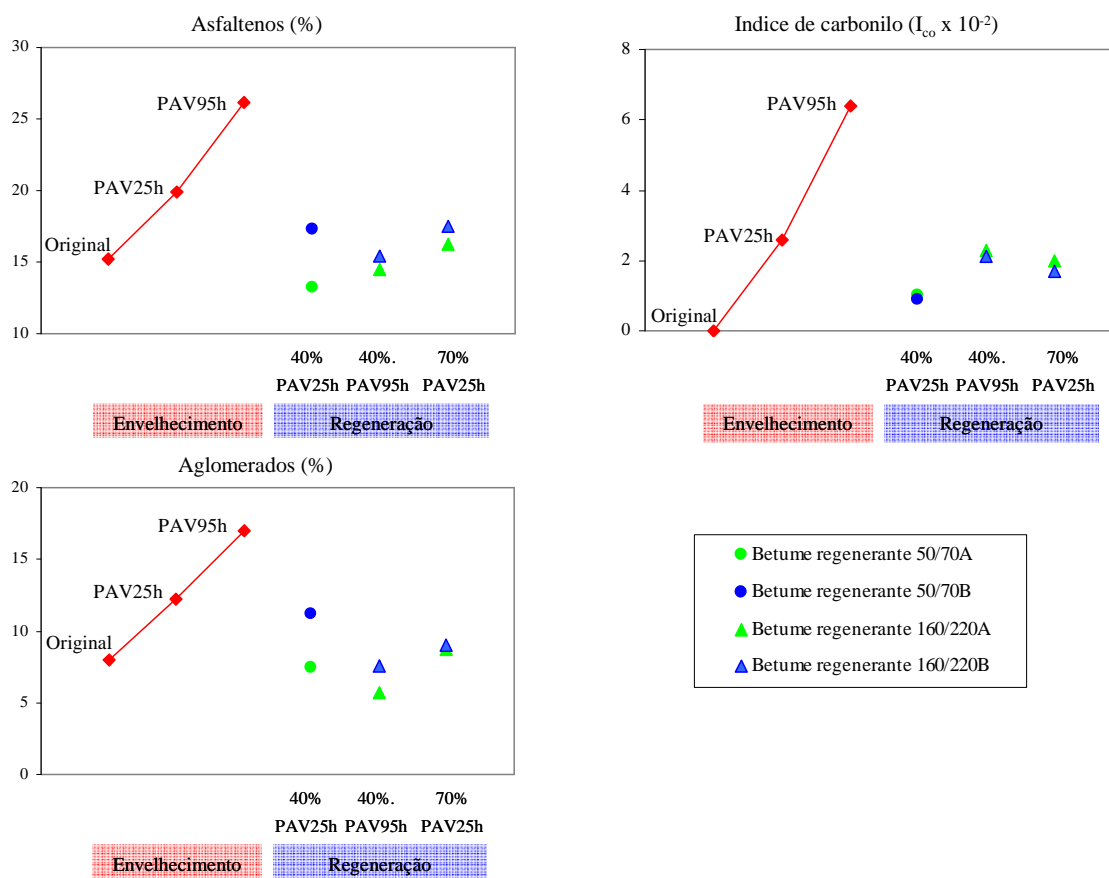 Asfaltenos (%)
30
25
20
15
10
PAV95h
PAV25h
Original
40% 40%. 70%
PAV25h PAV95h PAV25h
Envelhecimento Regeneração
Indice de carbonilo (I_co x 10⁻²)
8
6
4
2
0
PAV95h
PAV25h
Original
40% 40%. 70%
PAV25h PAV95h PAV25h
Envelhecimento Regeneração
Aglomerados (%)
20
15
10
5
0
PAV95h
PAV25h
Original
40% 40%. 70%
PAV25h PAV95h PAV25h
Envelhecimento Regeneração
Betume regenerante 50/70A
Betume regenerante 50/70B
Betume regenerante 160/220A
Betume regenerante 160/220B